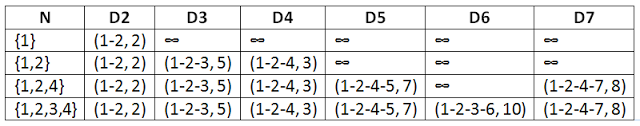 N D2 D3 D4 D5 D6 D7
{1} (1-2, 2) ∞ ∞ ∞ ∞ ∞
{1,2} (1-2, 2) (1-2-3, 5) (1-2-4, 3) ∞ ∞ ∞
{1,2,4} (1-2, 2) (1-2-3, 5) (1-2-4, 3) (1-2-4-5, 7) ∞ (1-2-4-7, 8)
{1,2,3,4} (1-2, 2) (1-2-3, 5) (1-2-4, 3) (1-2-4-5, 7) (1-2-3-6, 10) (1-2-4-7, 8)